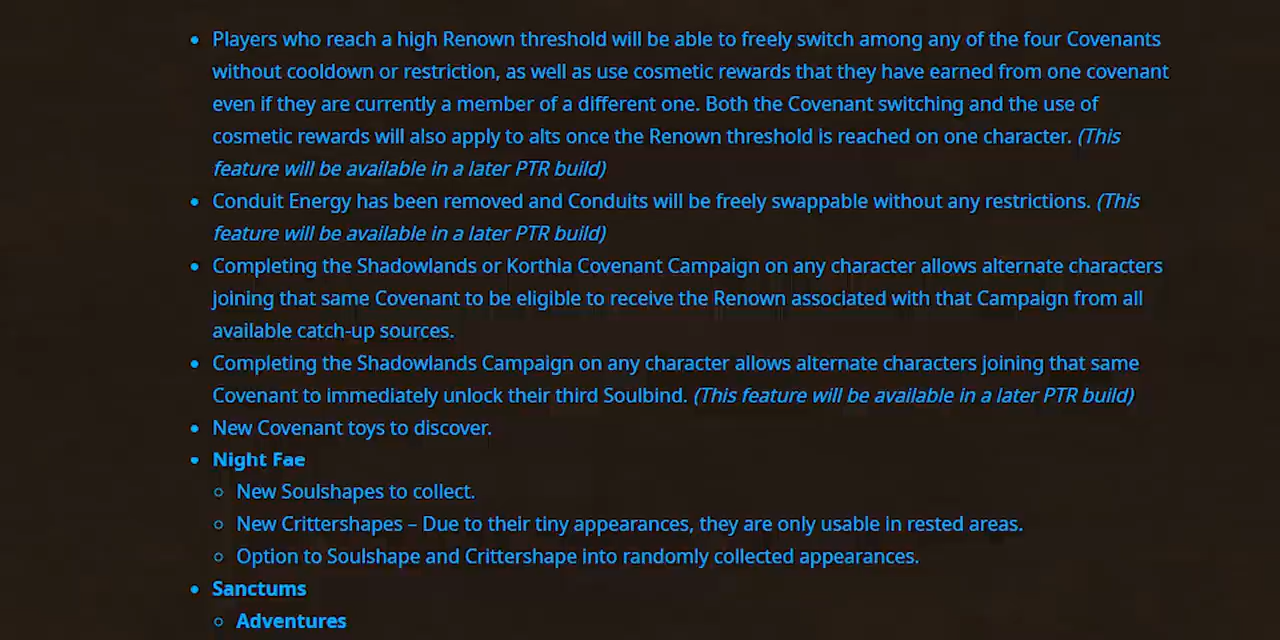 • Players who reach a high Renown threshold will be able to freely switch among any of the four Covenants
without cooldown or restriction, as well as use cosmetic rewards that they have earned from one covenant
even if they are currently a member of a different one. Both the Covenant switching and the use of
cosmetic rewards will also apply to alts once the Renown threshold is reached on one character. (This
feature will be available in a later PTR build)
• Conduit Energy has been removed and Conduits will be freely swappable without any restrictions. (This
feature will be available in a later PTR build)
• Completing the Shadowlands or Korthia Covenant Campaign on any character allows alternate characters
joining that same Covenant to be eligible to receive the Renown associated with that Campaign from all
available catch-up sources.
• Completing the Shadowlands Campaign on any character allows alternate characters joining that same
Covenant to immediately unlock their third Soulbind. (This feature will be available in a later PTR build)
• New Covenant toys to discover.
• Night Fae
○ New Soulshapes to collect.
○ New Crittershapes – Due to their tiny appearances, they are only usable in rested areas.
○ Option to Soulshape and Crittershape into randomly collected appearances.
• Sanctums
○ Adventures